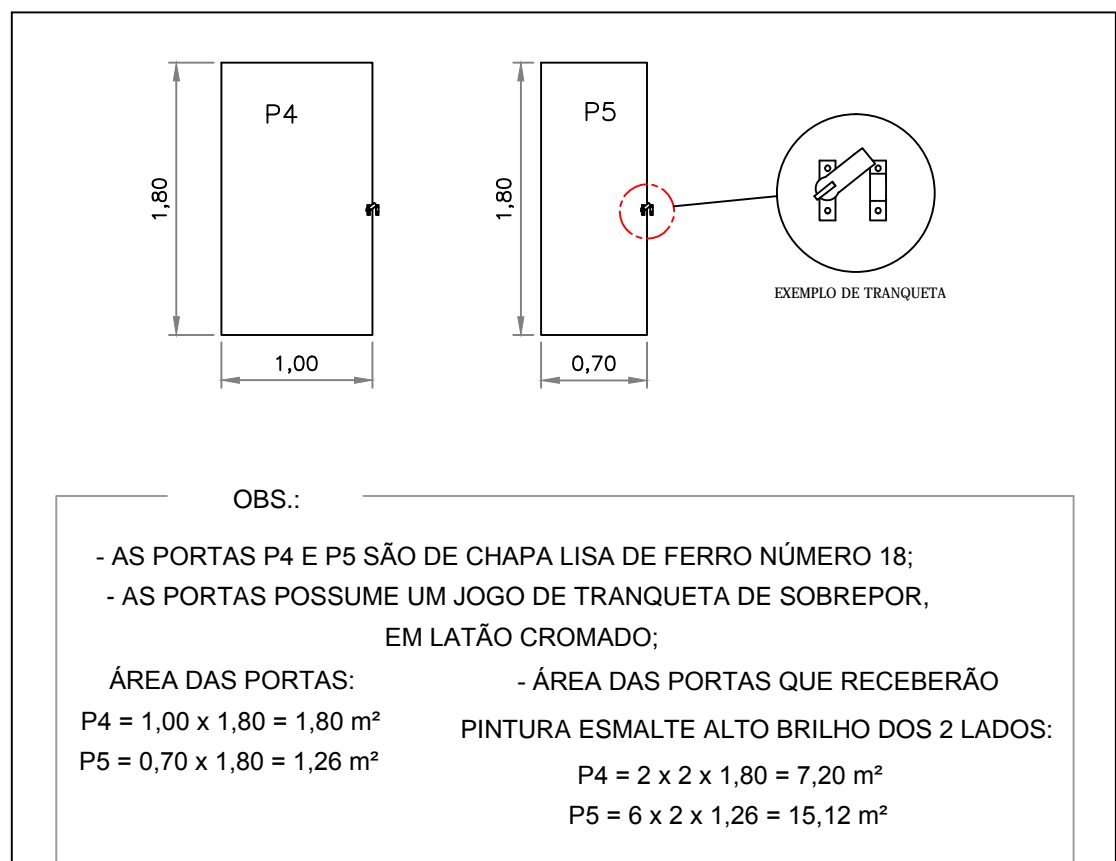 P4
P5
1,80
1,80
1,00
0,70
EXEMPLO DE TRANQUETA
OBS.:
- AS PORTAS P4 E P5 SÃO DE CHAPA LISA DE FERRO NÚMERO 18;
- AS PORTAS POSSUME UM JOGO DE TRANQUETA DE SOBREPOR,
EM LATÃO CROMADO;
ÁREA DAS PORTAS:
P4 = 1,00 x 1,80 = 1,80 m²
P5 = 0,70 x 1,80 = 1,26 m²
- ÁREA DAS PORTAS QUE RECEBERÃO
PINTURA ESMALTE ALTO BRILHO DOS 2 LADOS:
P4 = 2 x 2 x 1,80 = 7,20 m²
P5 = 6 x 2 x 1,26 = 15,12 m²